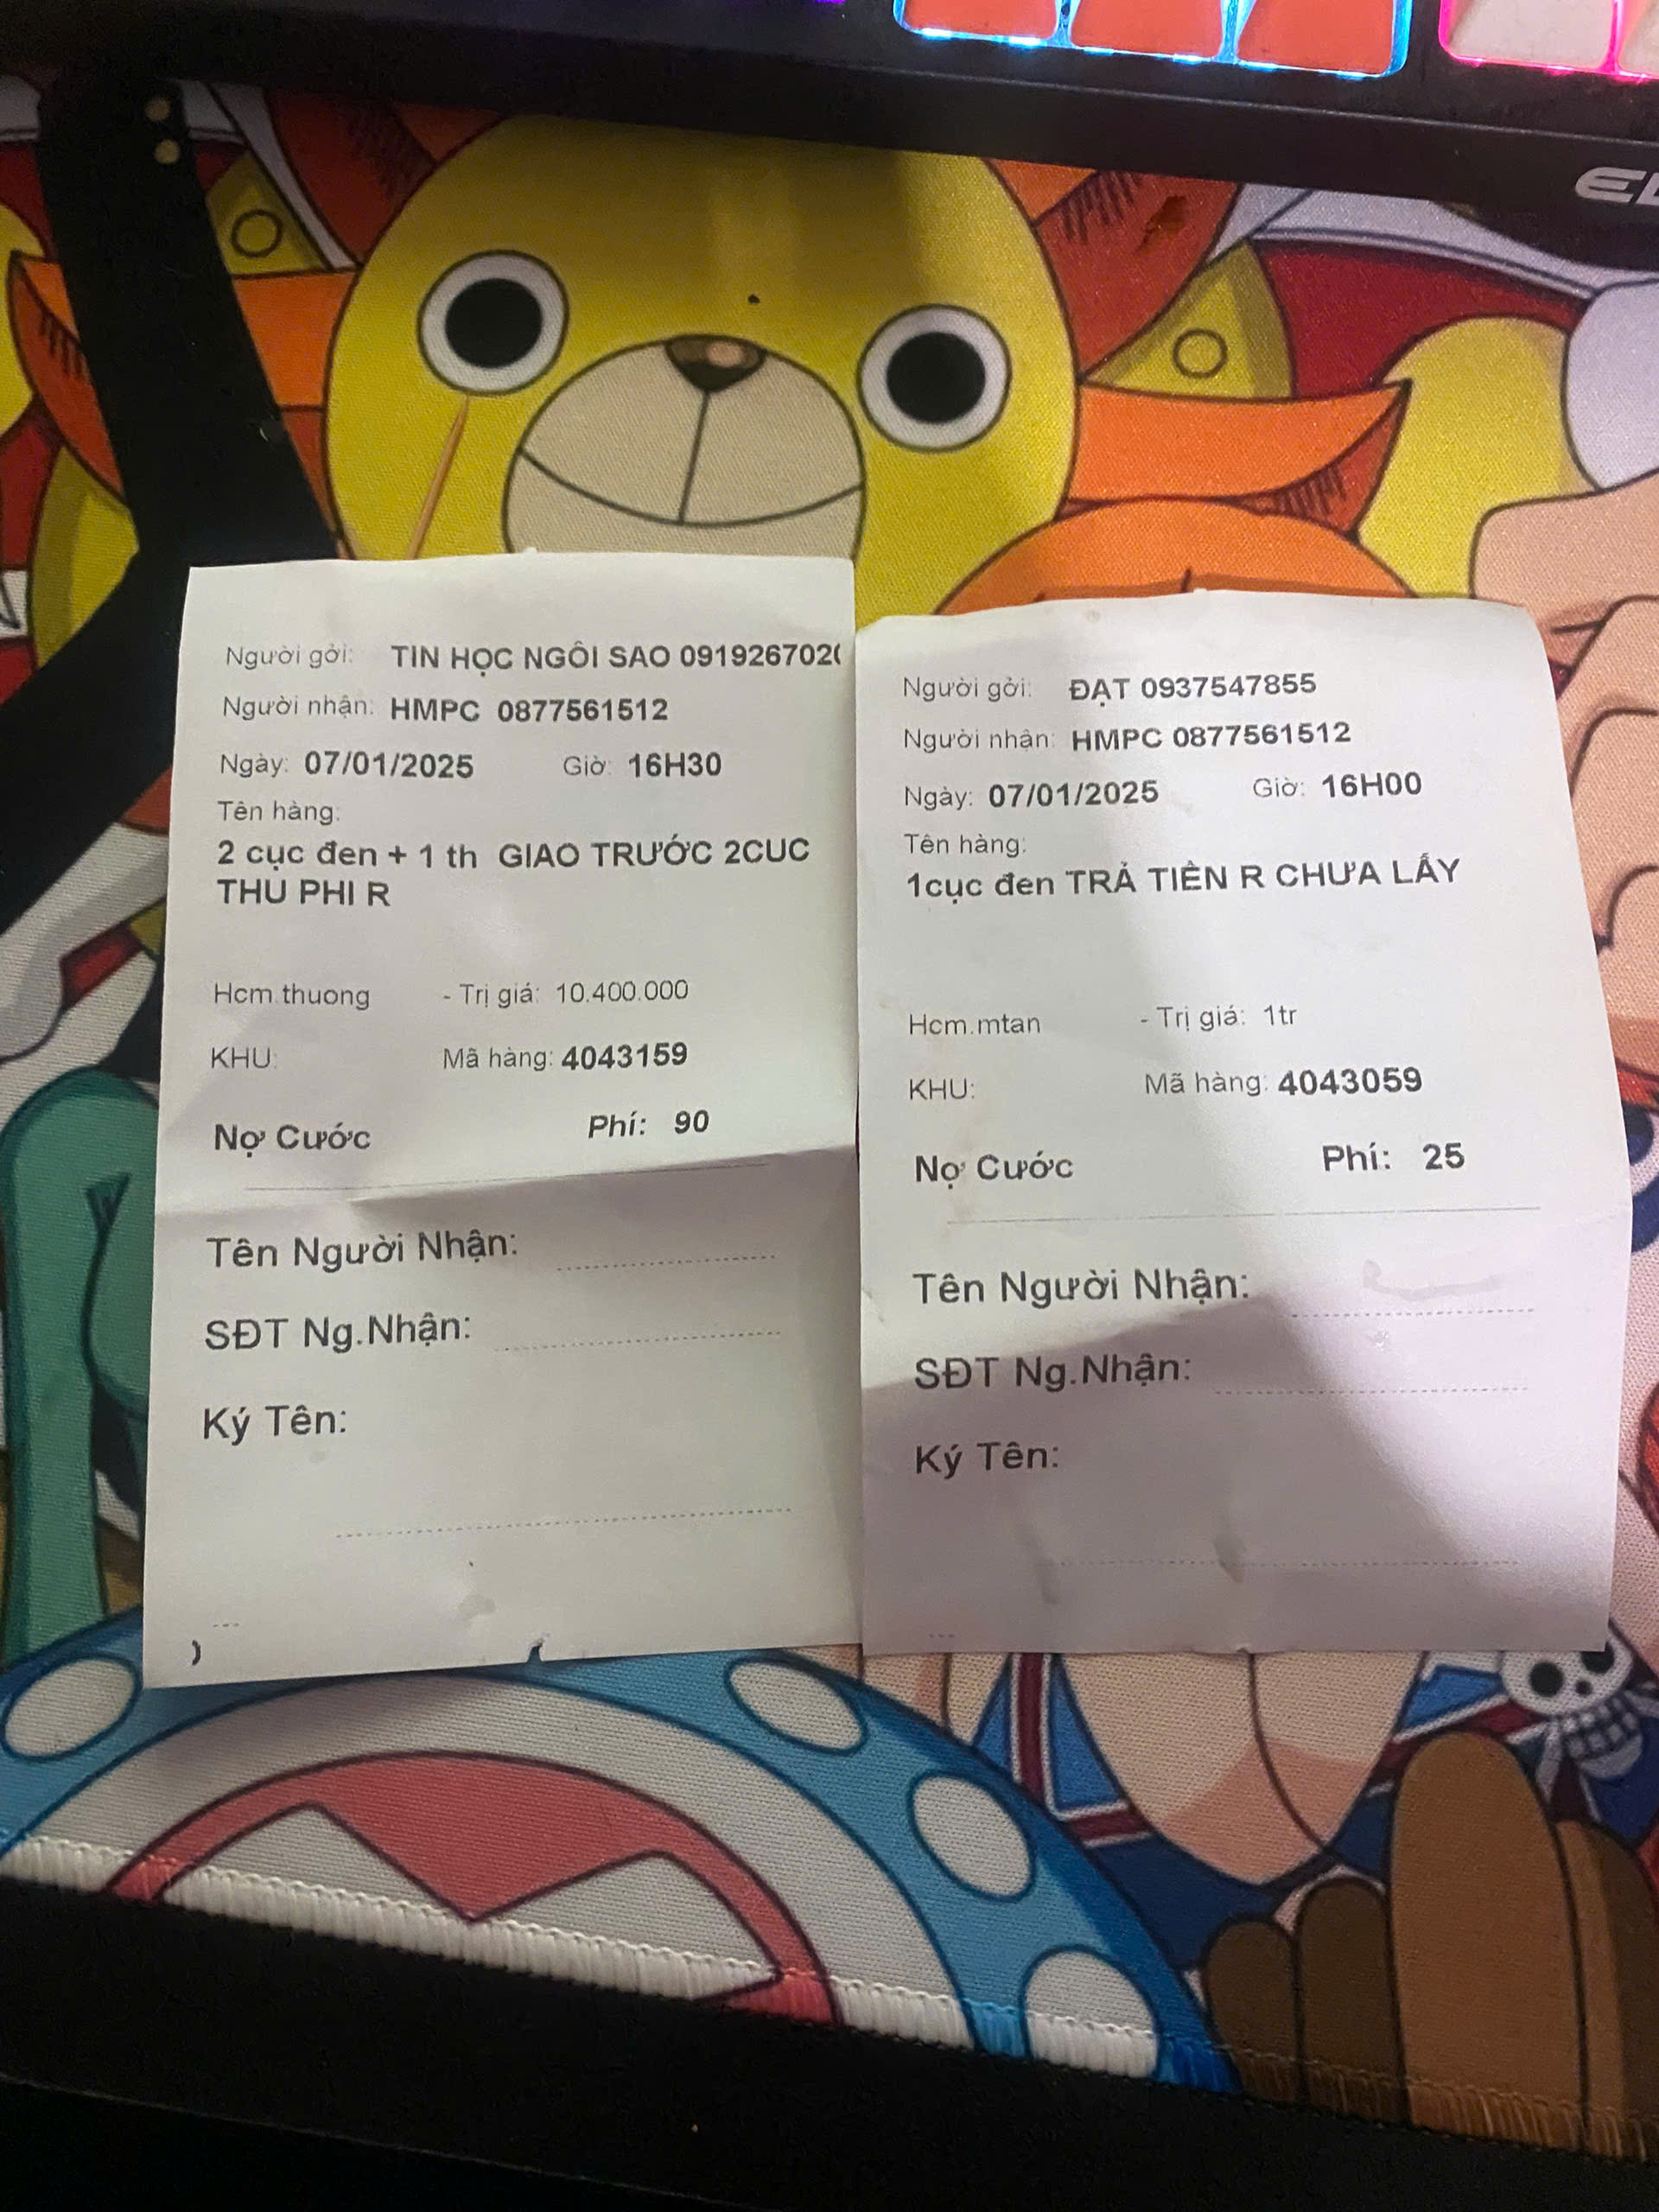 Người gởi: TIN HỌC NGÔI SAO 091926702
Người nhận: HMPC 0877561512
Ngày: 07/01/2025 Giờ: 16H30
Tên hàng:
2 cục đen + 1 th GIAO TRƯỚC 2CUC
THU PHI R
Hcm.thuong - Trị giá: 10.400.000
KHU: Mã hàng: 4043159
Nợ Cước Phí: 90
Tên Người Nhận:
SĐT Ng.Nhận:
Ký Tên:
Người gởi: ĐẠT 0937547855
Người nhận: HMPC 0877561512
Ngày: 07/01/2025 Giờ: 16H00
Tên hàng:
1cục đen TRẢ TIỀN R CHƯA LẤY
Hcm.mtan - Trị giá: 1tr
KHU: Mã hàng: 4043059
Nợ Cước Phí: 25
Tên Người Nhận:
SĐT Ng.Nhận:
Ký Tên: